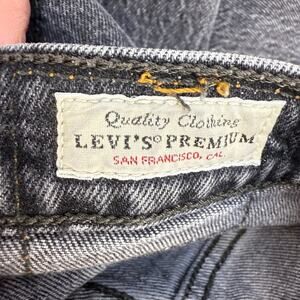 Quality Clothing
LEVI'S® PREMIUM
SAN FRANCISCO, CAL.